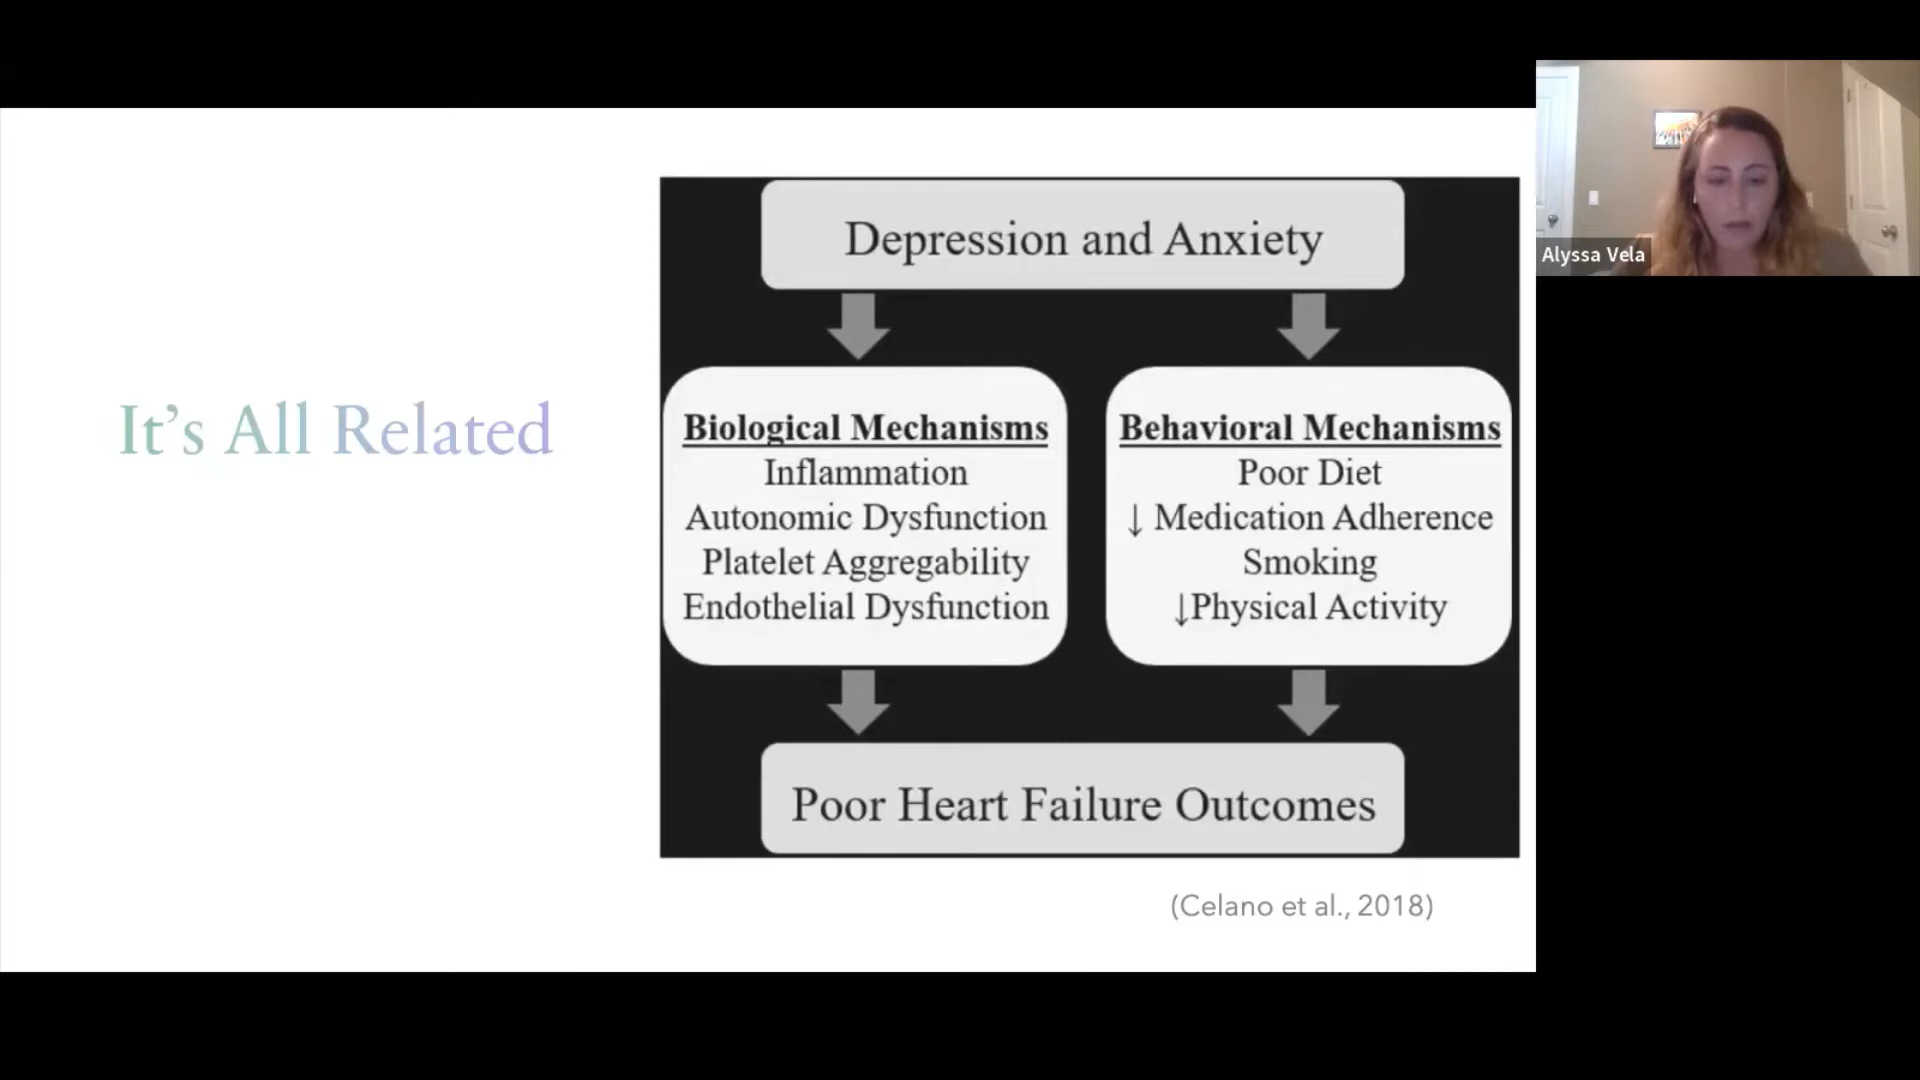 It's All Related
Depression and Anxiety
Biological Mechanisms
Inflammation
Autonomic Dysfunction
Platelet Aggregability
Endothelial Dysfunction
Behavioral Mechanisms
Poor Diet
↓ Medication Adherence
Smoking
↓Physical Activity
Poor Heart Failure Outcomes
(Celano et al., 2018)
Alyssa Vela